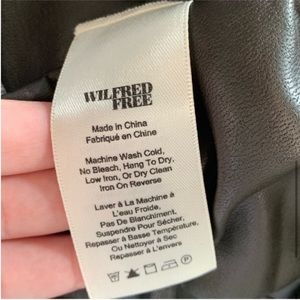 WILFRED
FREE
Made in China
Fabriqué en Chine
Machine Wash Cold,
No Bleach, Hang To Dry,
Low Iron, Or Dry Clean
Iron On Reverse
Laver à La Machine à
L'eau Froide,
Pas De Blanchiment,
Suspendre Pour Sécher,
Repasser à Basse Température,
Ou Nettoyer à Sec
Repasser à L'envers